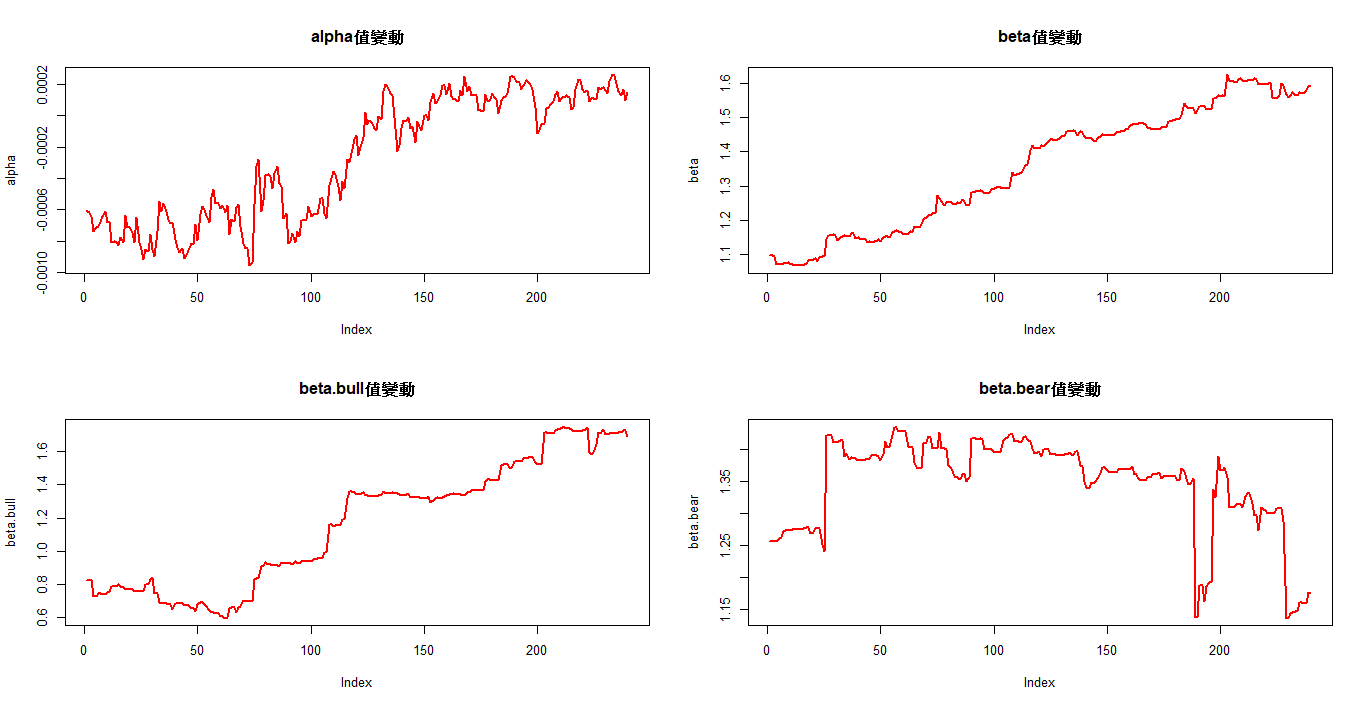 alpha值變動
alpha
-0.0010 -0.0006 -0.0002 0.0002
0 50 100 150 200
Index
beta值變動
beta
1.1 1.2 1.3 1.4 1.5 1.6
0 50 100 150 200
Index
beta.bull值變動
beta.bull
0.6 0.8 1.0 1.2 1.4 1.6
0 50 100 150 200
Index
beta.bear值變動
beta.bear
1.15 1.25 1.35
0 50 100 150 200
Index